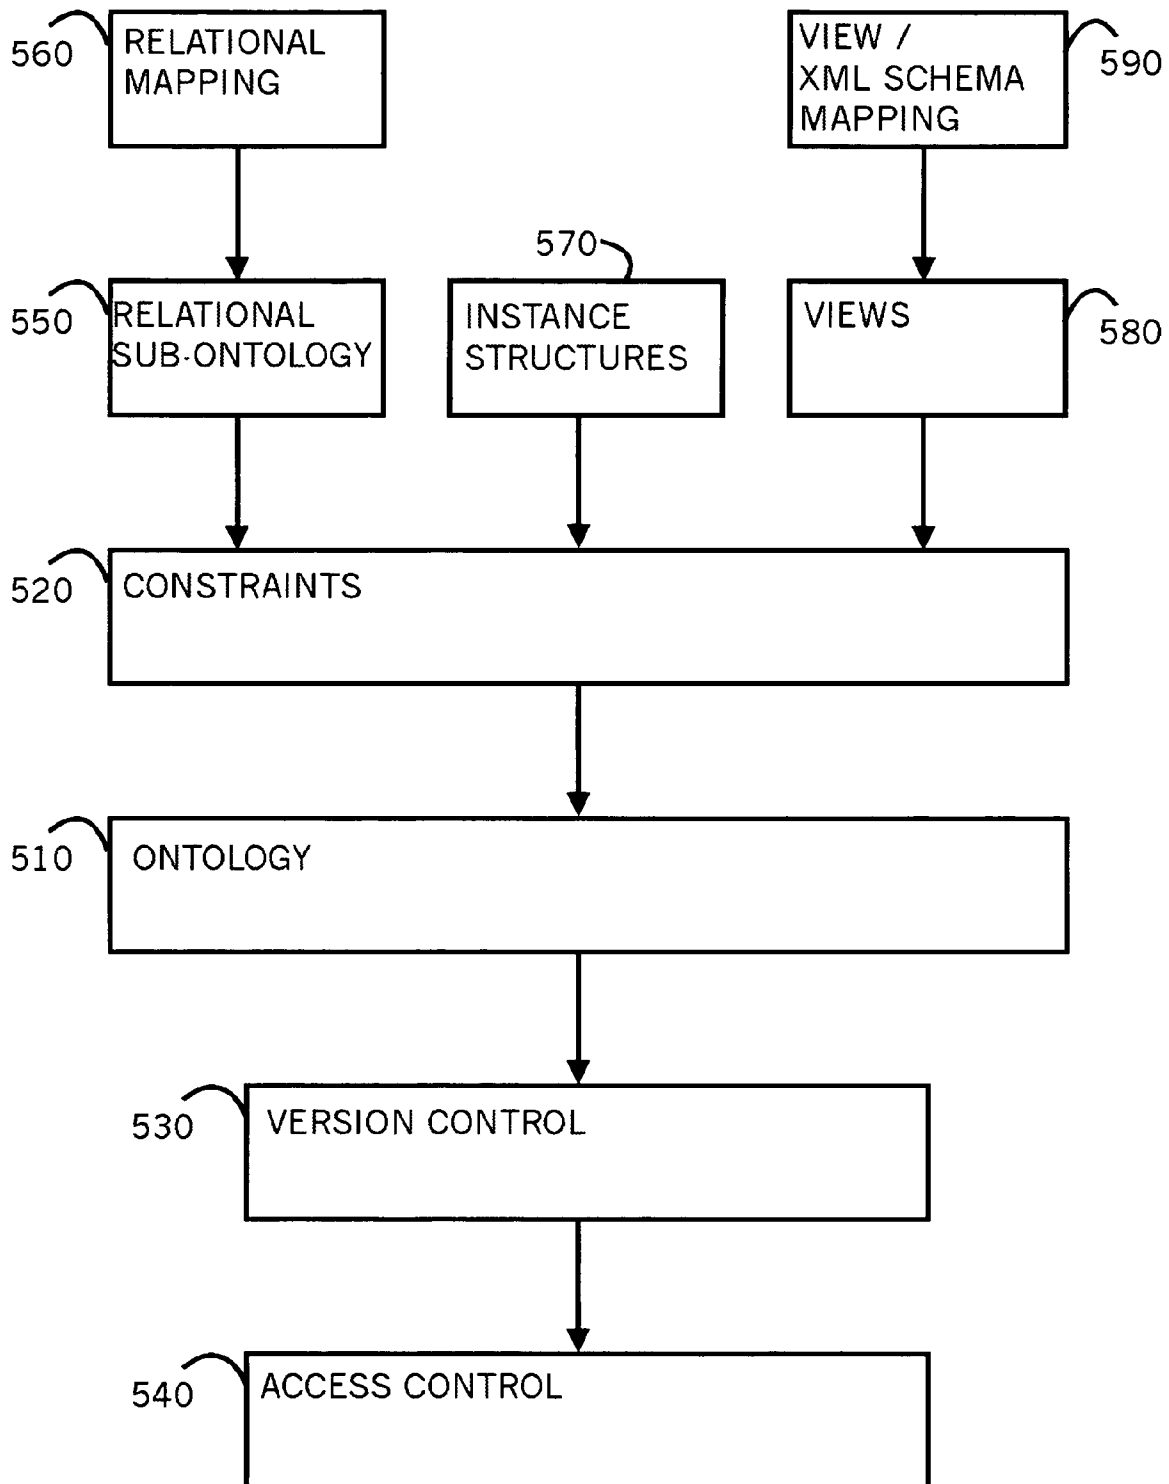 560
RELATIONAL
MAPPING
VIEW /
XML SCHEMA
MAPPING
590
570
550
RELATIONAL
SUB-ONTOLOGY
INSTANCE
STRUCTURES
VIEWS
580
520
CONSTRAINTS
510
ONTOLOGY
530
VERSION CONTROL
540
ACCESS CONTROL